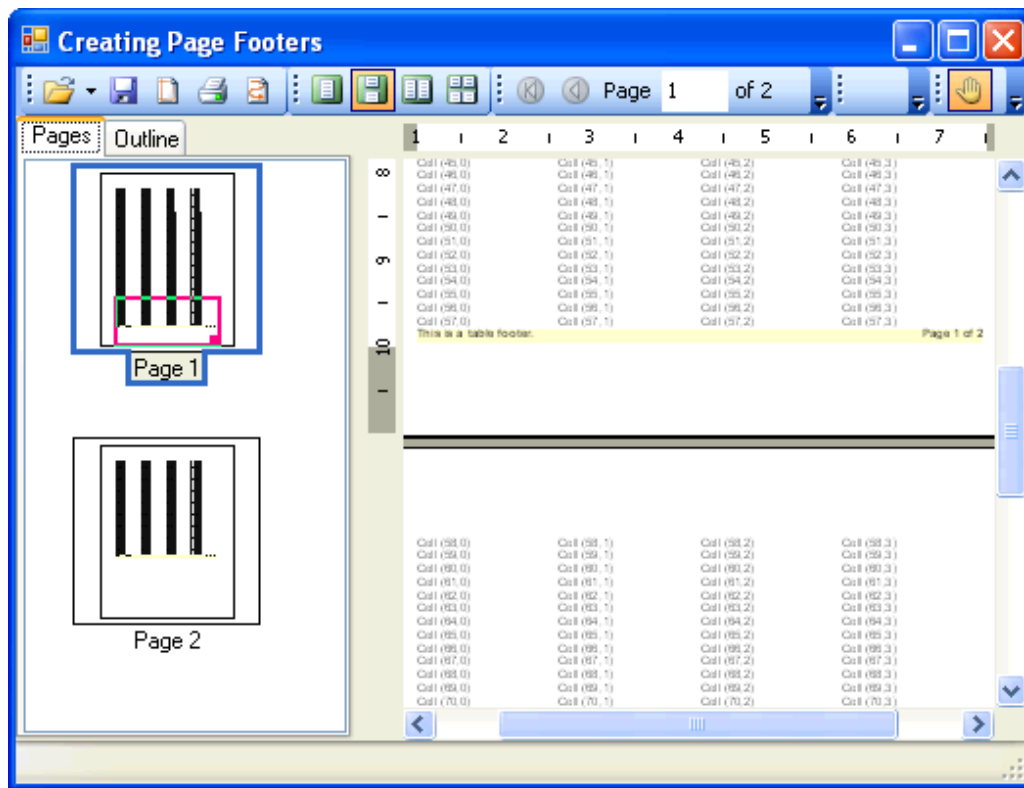 Creating Page Footers
Page 1 of 2
Pages Outline
1 2 3 4 5 6 7
8
9
10
Page 1
Page 2
Cell (45,0) Cell (45,1) Cell (45,2) Cell (45,3)
Cell (46,0) Cell (46,1) Cell (46,2) Cell (46,3)
Cell (47,0) Cell (47,1) Cell (47,2) Cell (47,3)
Cell (48,0) Cell (48,1) Cell (48,2) Cell (48,3)
Cell (49,0) Cell (49,1) Cell (49,2) Cell (49,3)
Cell (50,0) Cell (50,1) Cell (50,2) Cell (50,3)
Cell (51,0) Cell (51,1) Cell (51,2) Cell (51,3)
Cell (52,0) Cell (52,1) Cell (52,2) Cell (52,3)
Cell (53,0) Cell (53,1) Cell (53,2) Cell (53,3)
Cell (54,0) Cell (54,1) Cell (54,2) Cell (54,3)
Cell (55,0) Cell (55,1) Cell (55,2) Cell (55,3)
Cell (56,0) Cell (56,1) Cell (56,2) Cell (56,3)
Cell (57,0) Cell (57,1) Cell (57,2) Cell (57,3)
This is a table footer. Page 1 of 2
Cell (58,0) Cell (58,1) Cell (58,2) Cell (58,3)
Cell (59,0) Cell (59,1) Cell (59,2) Cell (59,3)
Cell (60,0) Cell (60,1) Cell (60,2) Cell (60,3)
Cell (61,0) Cell (61,1) Cell (61,2) Cell (61,3)
Cell (62,0) Cell (62,1) Cell (62,2) Cell (62,3)
Cell (63,0) Cell (63,1) Cell (63,2) Cell (63,3)
Cell (64,0) Cell (64,1) Cell (64,2) Cell (64,3)
Cell (65,0) Cell (65,1) Cell (65,2) Cell (65,3)
Cell (66,0) Cell (66,1) Cell (66,2) Cell (66,3)
Cell (67,0) Cell (67,1) Cell (67,2) Cell (67,3)
Cell (68,0) Cell (68,1) Cell (68,2) Cell (68,3)
Cell (69,0) Cell (69,1) Cell (69,2) Cell (69,3)
Cell (70,0) Cell (70,1) Cell (70,2) Cell (70,3)